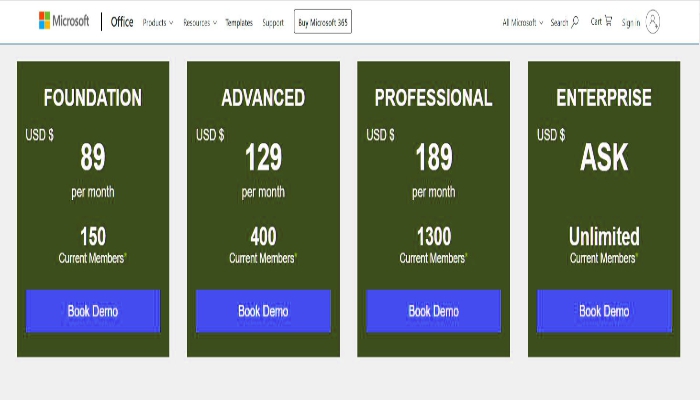 Microsoft Office Products Resources Templates Support Buy Microsoft 365 All Microsoft Search Cart Sign in
FOUNDATION
USD $
89
per month
150
Current Members*
Book Demo
ADVANCED
USD $
129
per month
400
Current Members*
Book Demo
PROFESSIONAL
USD $
189
per month
1300
Current Members*
Book Demo
ENTERPRISE
USD $
ASK
Unlimited
Current Members*
Book Demo